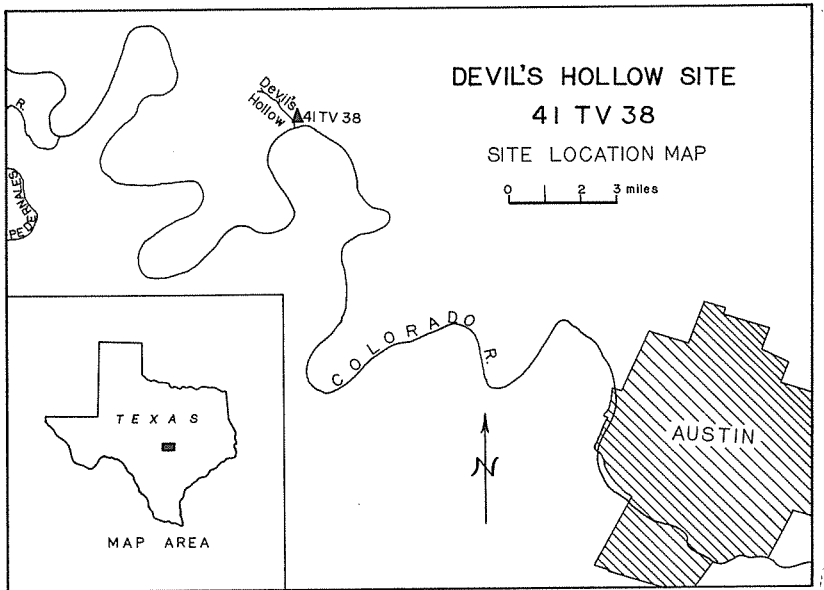 DEVIL'S HOLLOW SITE
41 TV 38
SITE LOCATION MAP
0 1 2 3 miles
Devil's
Hollow
41 TV 38
R.
PEDERNALES
COLORADO R.
AUSTIN
N
TEXAS
MAP AREA